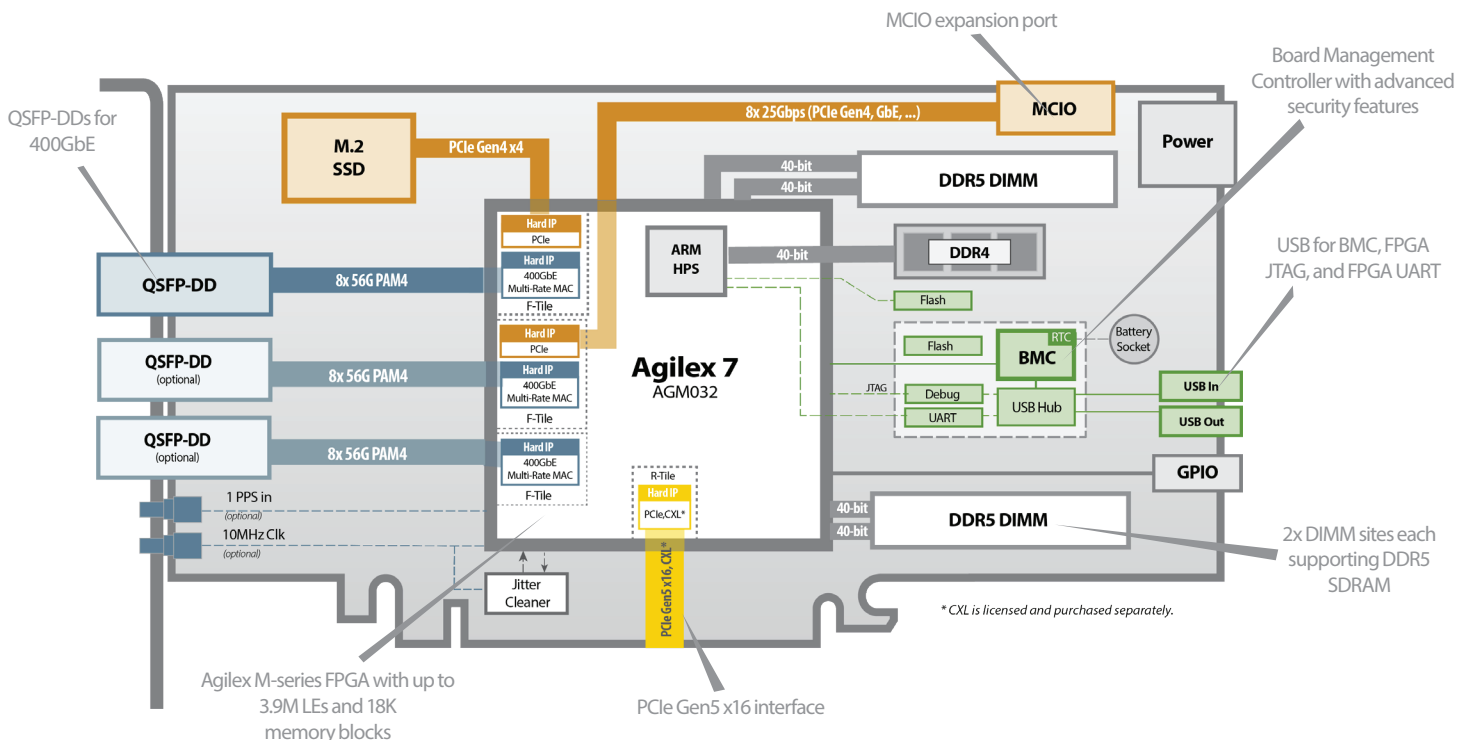 MCIO expansion port
Board Management
Controller with advanced
security features
QSFP-DDs for
400GbE
M.2
SSD
PCIe Gen4 x4
8x 25Gbps (PCIe Gen4, GbE, ...)
MCIO
Power
40-bit
40-bit
DDR5 DIMM
Hard IP
PCIe
Hard IP
400GbE
Multi-Rate MAC
F-Tile
ARM
HPS
40-bit
DDR4
USB for BMC, FPGA
JTAG, and FPGA UART
QSFP-DD
8x 56G PAM4
Flash
Hard IP
PCIe
Hard IP
400GbE
Multi-Rate MAC
F-Tile
QSFP-DD
(optional)
8x 56G PAM4
Agilex 7
AGM032
Flash
RTC
BMC
Battery
Socket
JTAG
Debug
UART
USB Hub
USB In
USB Out
QSFP-DD
(optional)
8x 56G PAM4
Hard IP
400GbE
Multi-Rate MAC
F-Tile
R-Tile
Hard IP
PCIe,CXL*
GPIO
1 PPS in
(optional)
10MHz Clk
(optional)
40-bit
40-bit
DDR5 DIMM
2x DIMM sites each
supporting DDR5
SDRAM
Jitter
Cleaner
PCIe Gen5 x16, CXL*
* CXL is licensed and purchased separately.
Agilex M-series FPGA with up to
3.9M LEs and 18K
memory blocks
PCIe Gen5 x16 interface